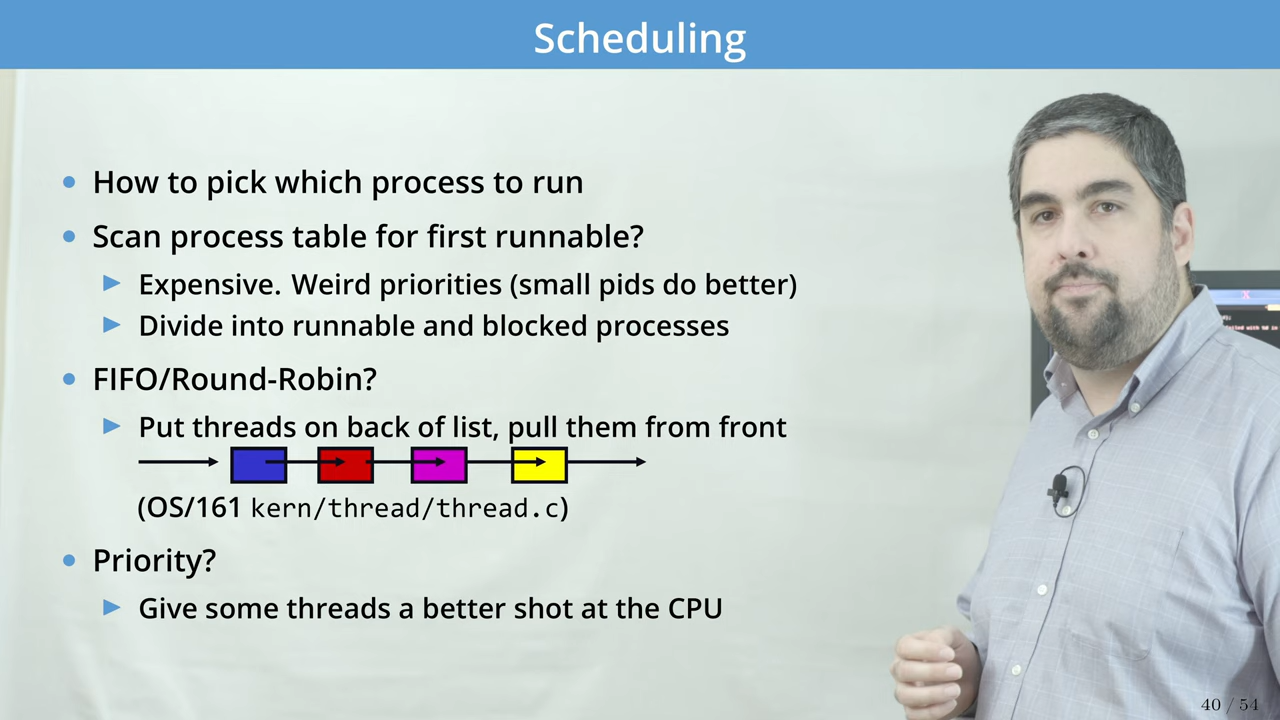 Scheduling
How to pick which process to run
Scan process table for first runnable?
Expensive. Weird priorities (small pids do better)
Divide into runnable and blocked processes
FIFO/Round-Robin?
Put threads on back of list, pull them from front
(OS/161 kern/thread/thread.c)
Priority?
Give some threads a better shot at the CPU
40 / 54